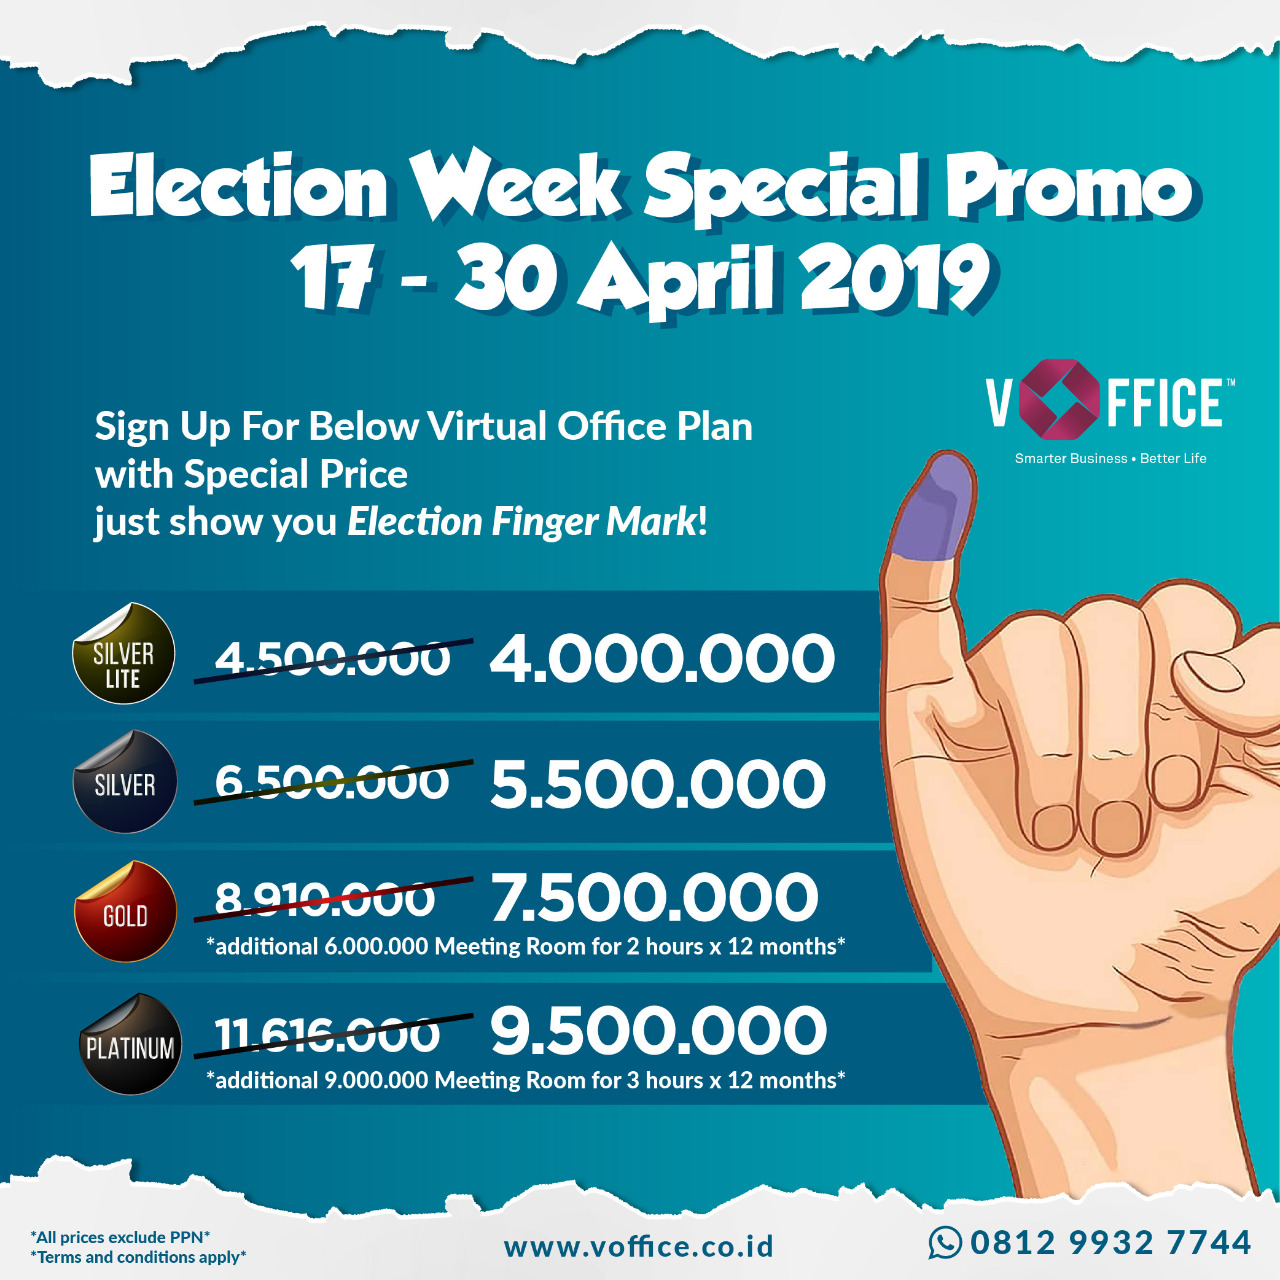 Election Week Special Promo
17 - 30 April 2019
V FFICE™
Smarter Business • Better Life
Sign Up For Below Virtual Office Plan
with Special Price
just show you Election Finger Mark!
SILVER
LITE
4.500.000 4.000.000
SILVER
6.500.000 5.500.000
GOLD
8.910.000 7.500.000
*additional 6.000.000 Meeting Room for 2 hours x 12 months*
PLATINUM
11.616.000 9.500.000
*additional 9.000.000 Meeting Room for 3 hours x 12 months*
*All prices exclude PPN*
*Terms and conditions apply*
www.voffice.co.id
0812 9932 7744